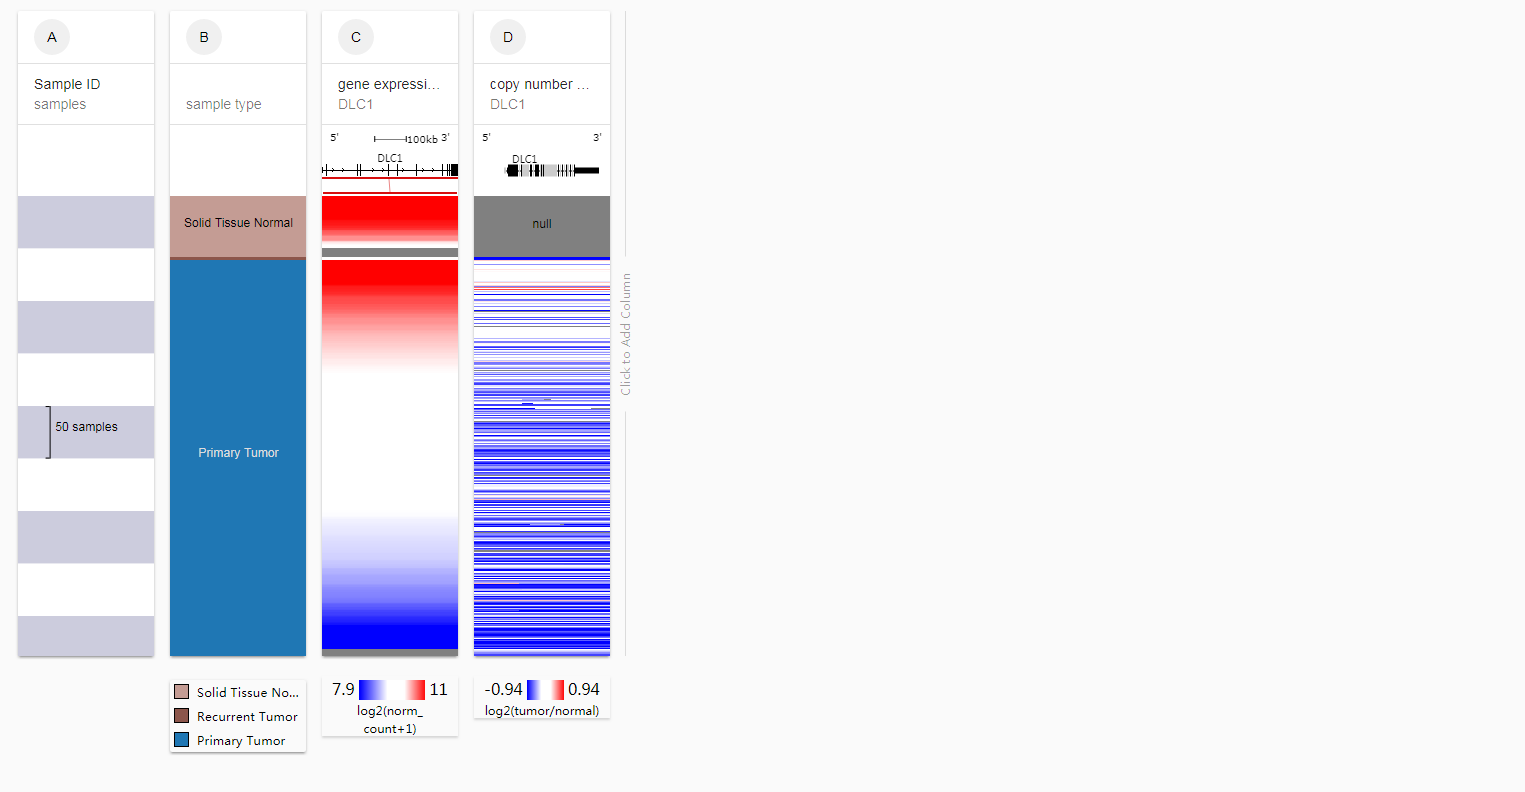 A
B
C
D
Sample ID
samples
sample type
gene expressi...
DLC1
copy number ...
DLC1
5' 100kb 3'
DLC1
5' 3'
DLC1
Solid Tissue Normal
null
Click to Add Column
50 samples
Primary Tumor
Solid Tissue No...
Recurrent Tumor
Primary Tumor
7.9 11
log2(norm_
count+1)
-0.94 0.94
log2(tumor/normal)